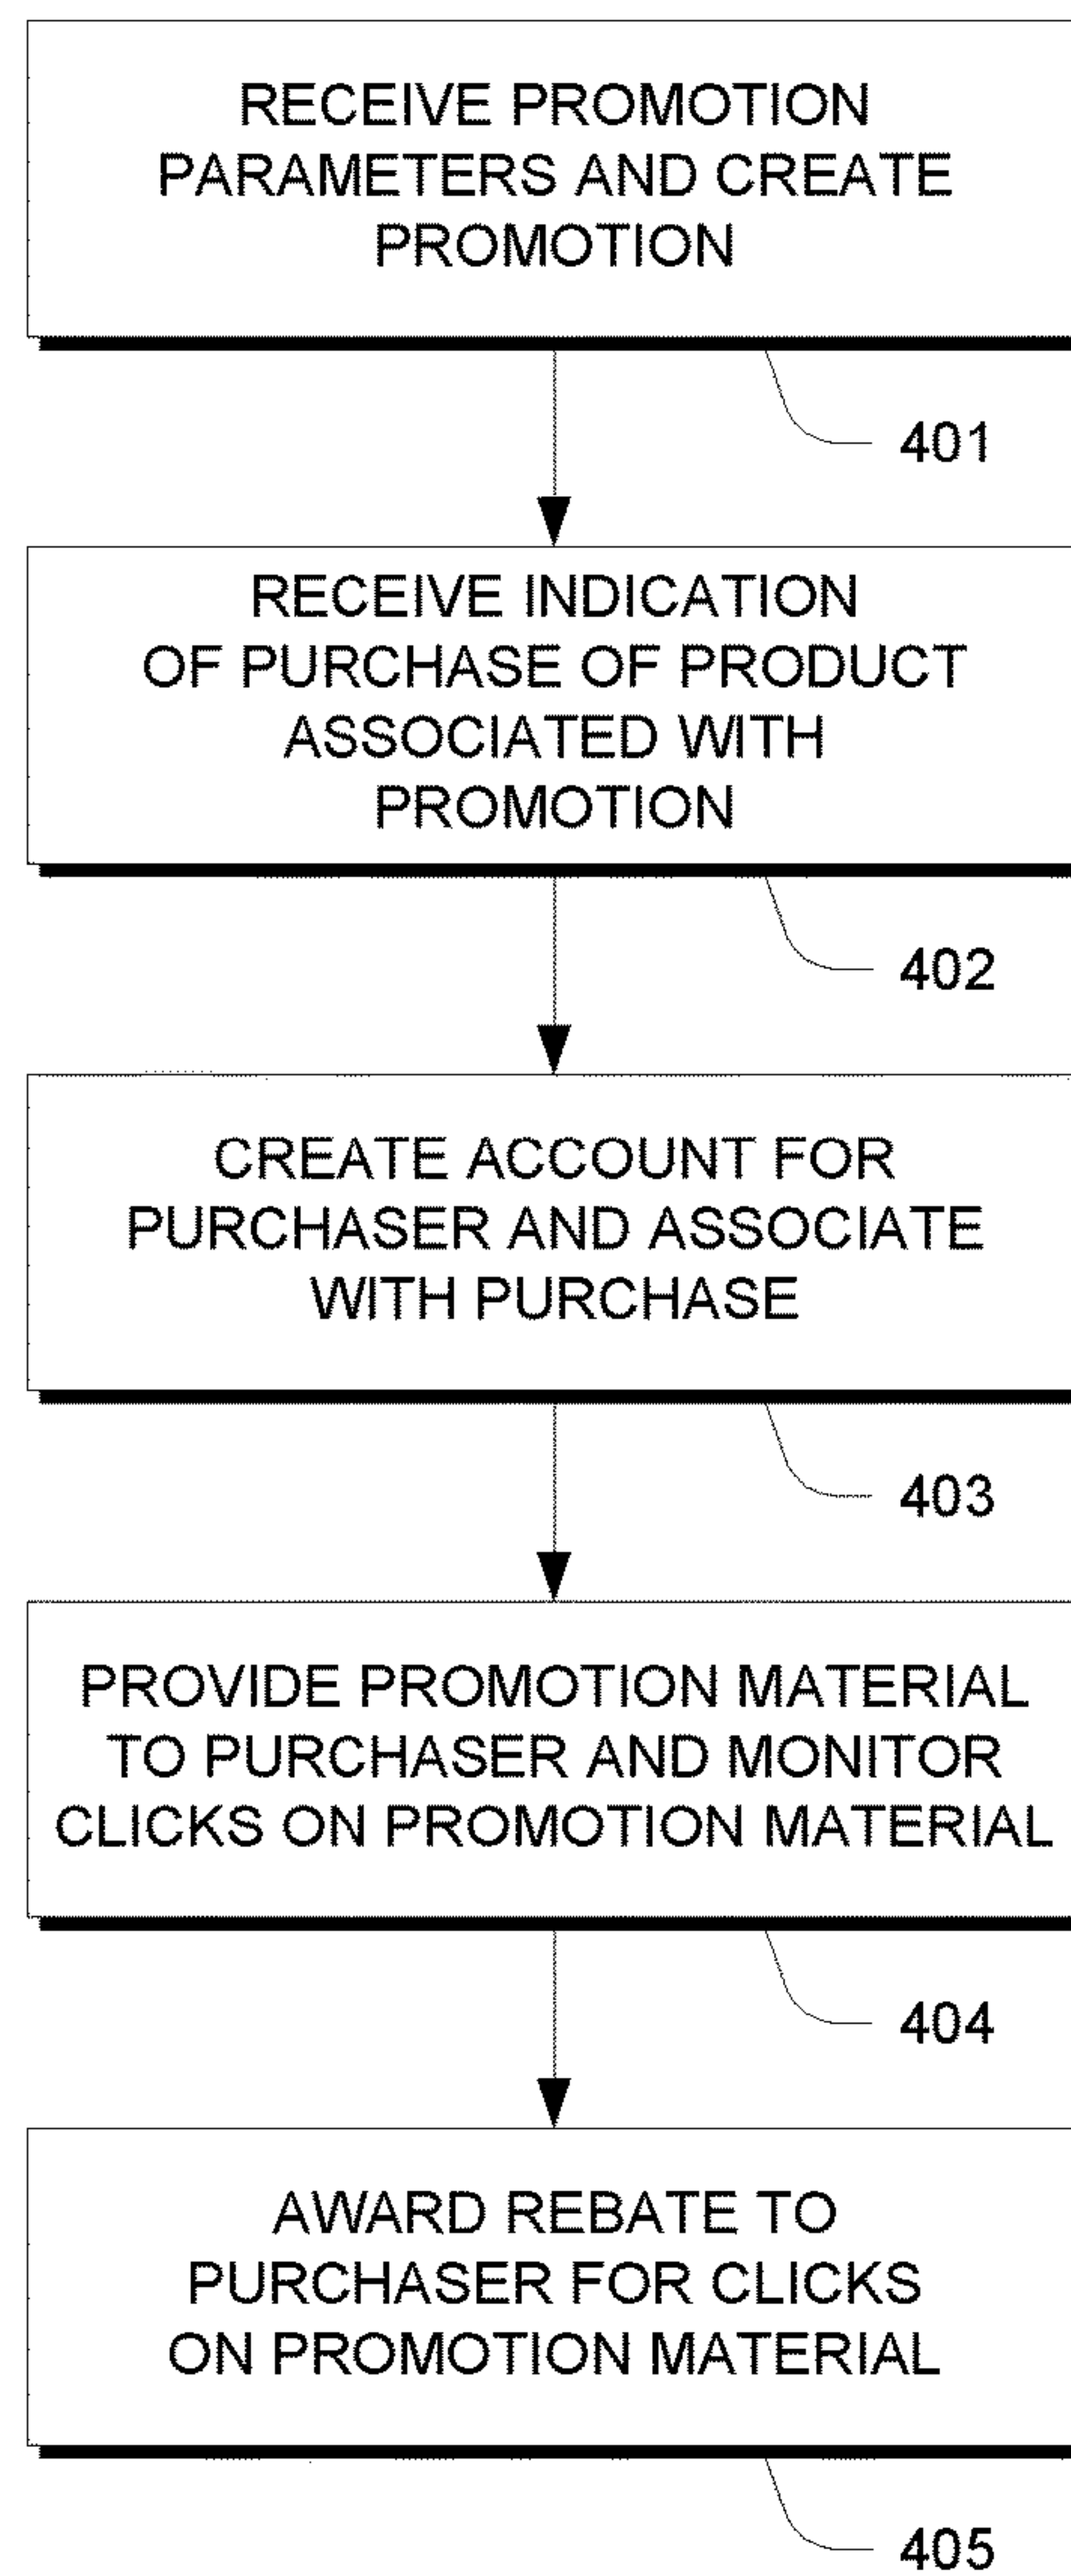 RECEIVE PROMOTION
PARAMETERS AND CREATE
PROMOTION
401
RECEIVE INDICATION
OF PURCHASE OF PRODUCT
ASSOCIATED WITH
PROMOTION
402
CREATE ACCOUNT FOR
PURCHASER AND ASSOCIATE
WITH PURCHASE
403
PROVIDE PROMOTION MATERIAL
TO PURCHASER AND MONITOR
CLICKS ON PROMOTION MATERIAL
404
AWARD REBATE TO
PURCHASER FOR CLICKS
ON PROMOTION MATERIAL
405